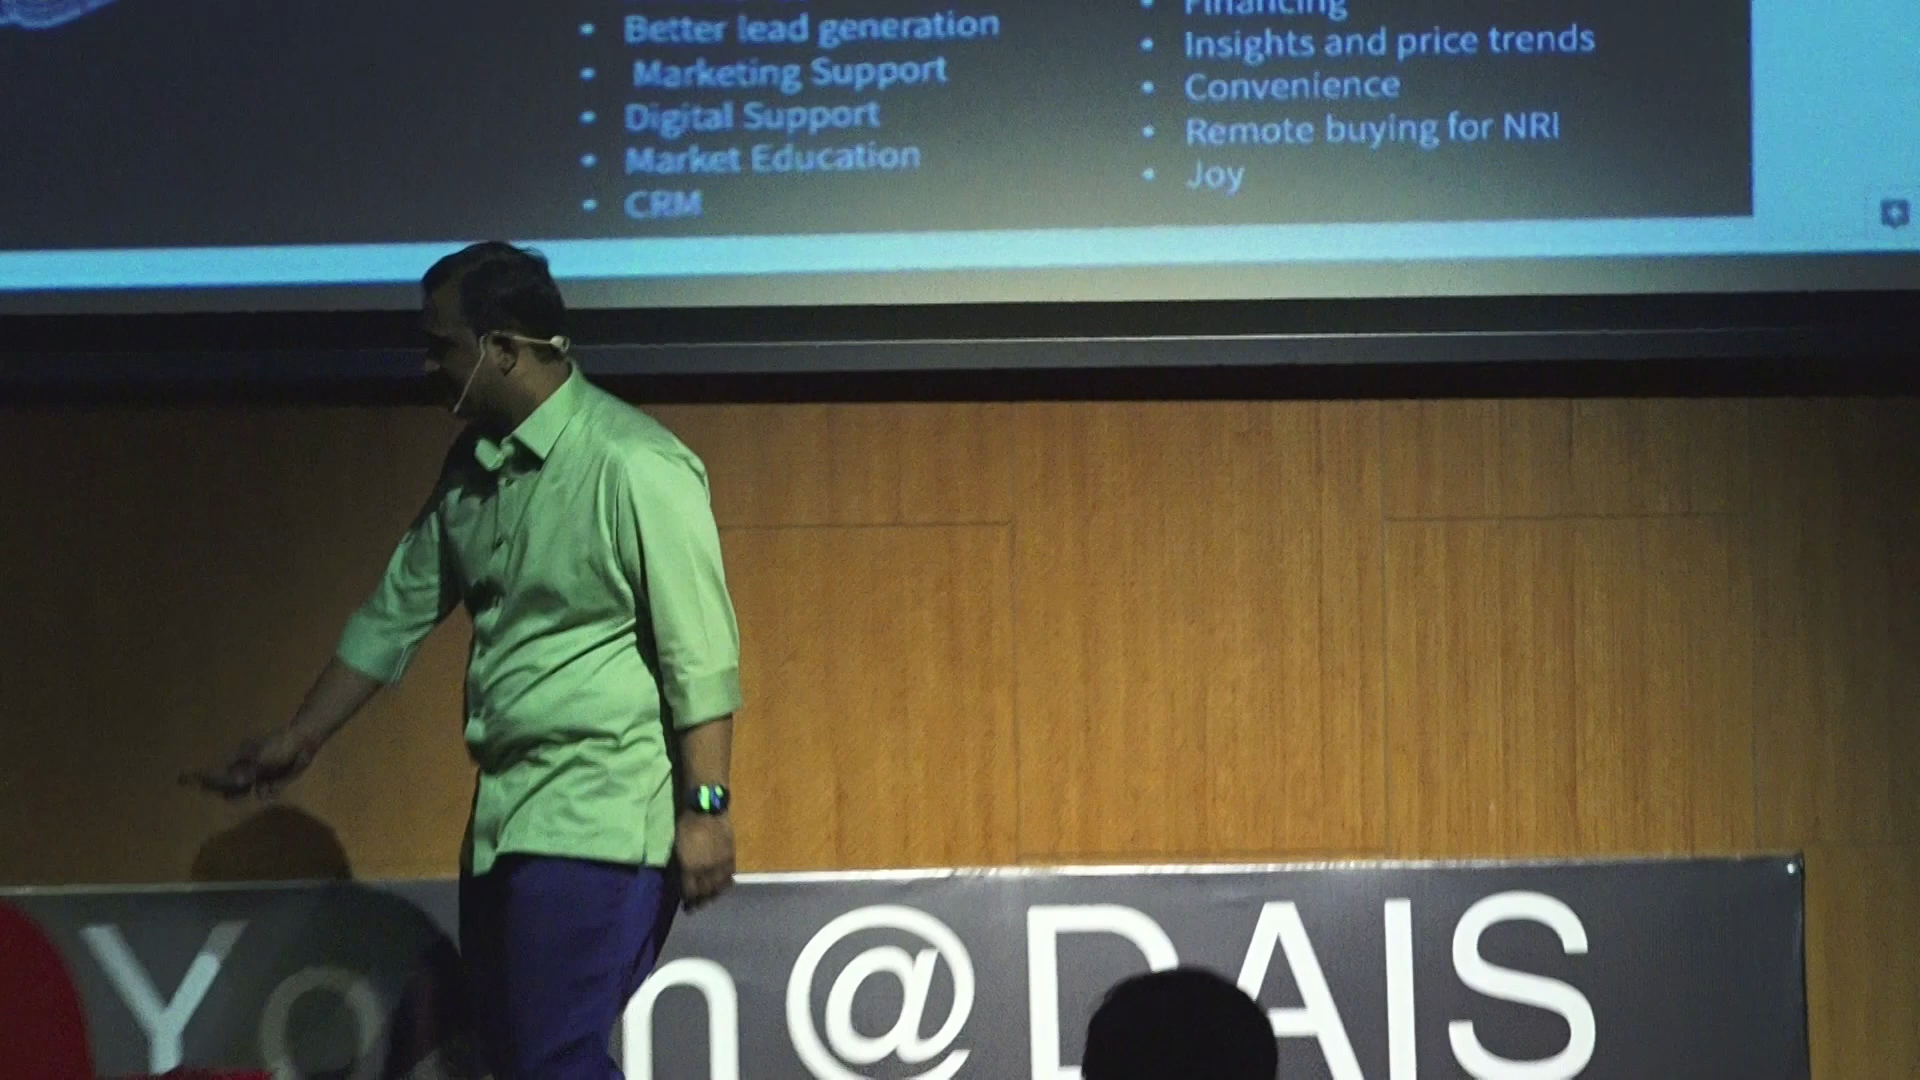 Better lead generation
Marketing Support
Digital Support
Market Education
CRM
Financing
Insights and price trends
Convenience
Remote buying for NRI
Joy
n@DAIS